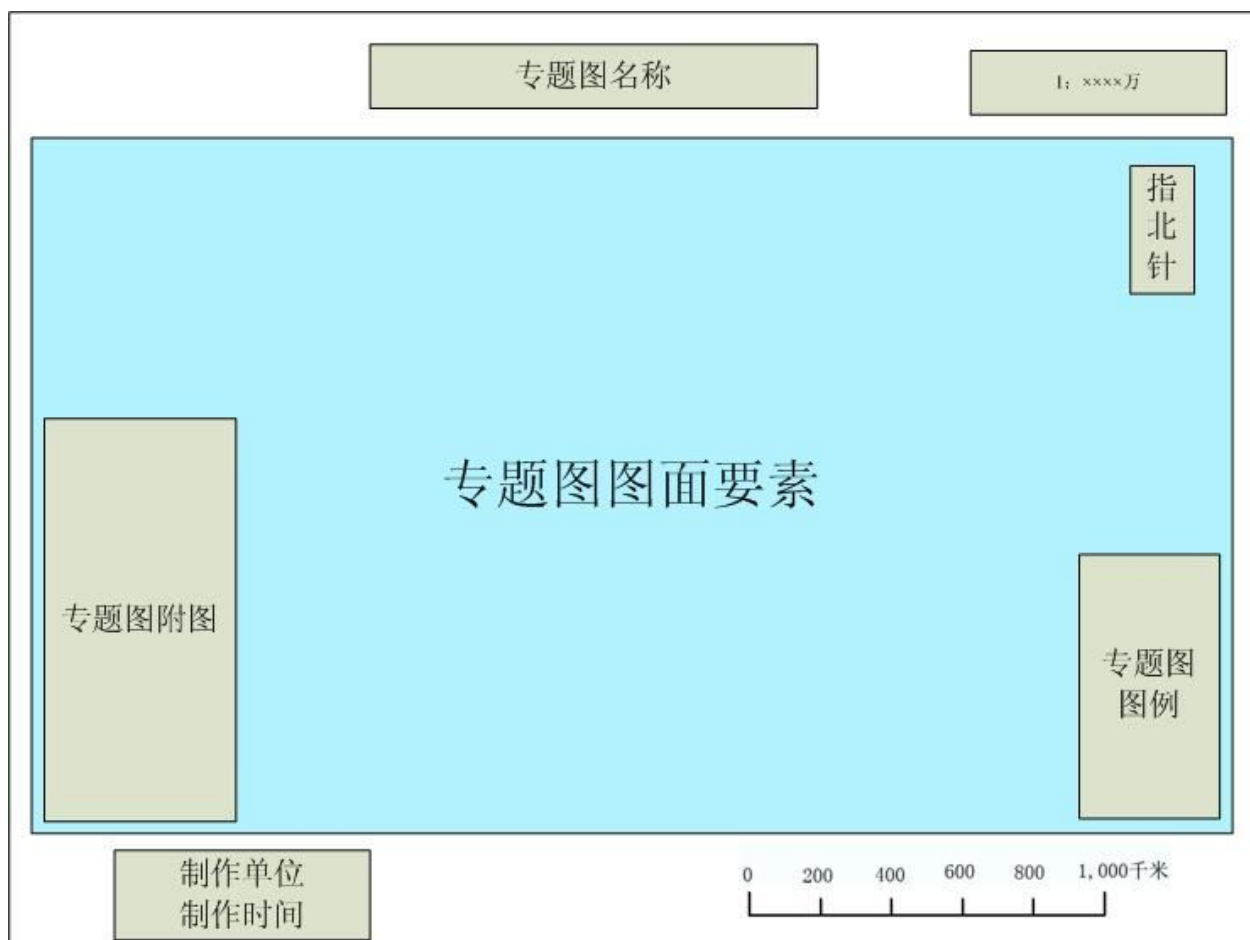 专题图名称
1：××××万
指
北
针
专题图图面要素
专题图附图
专题图
图例
制作单位
制作时间
0 200 400 600 800 1,000千米